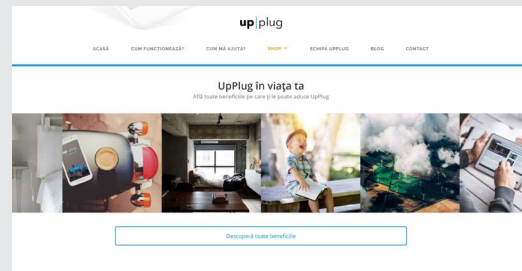 up|plug
ACASĂ CUM FUNCȚIONEAZĂ? CUM MĂ AJUTĂ? SHOP ECHIPA UPPLUG BLOG CONTACT
UpPlug în viața ta
Află toate beneficiile pe care ți le poate aduce UpPlug
Descoperă toate beneficiile